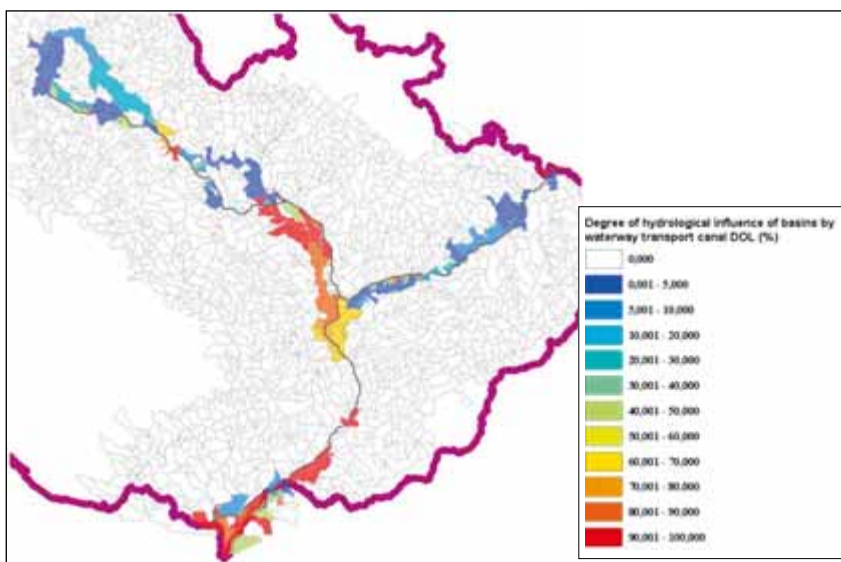 Degree of hydrological influence of basins by
waterway transport canal DOL (%)
0,000
0,001 - 5,000
5,001 - 10,000
10,001 - 20,000
20,001 - 30,000
30,001 - 40,000
40,001 - 50,000
50,001 - 60,000
60,001 - 70,000
70,001 - 80,000
80,001 - 90,000
90,001 - 100,000